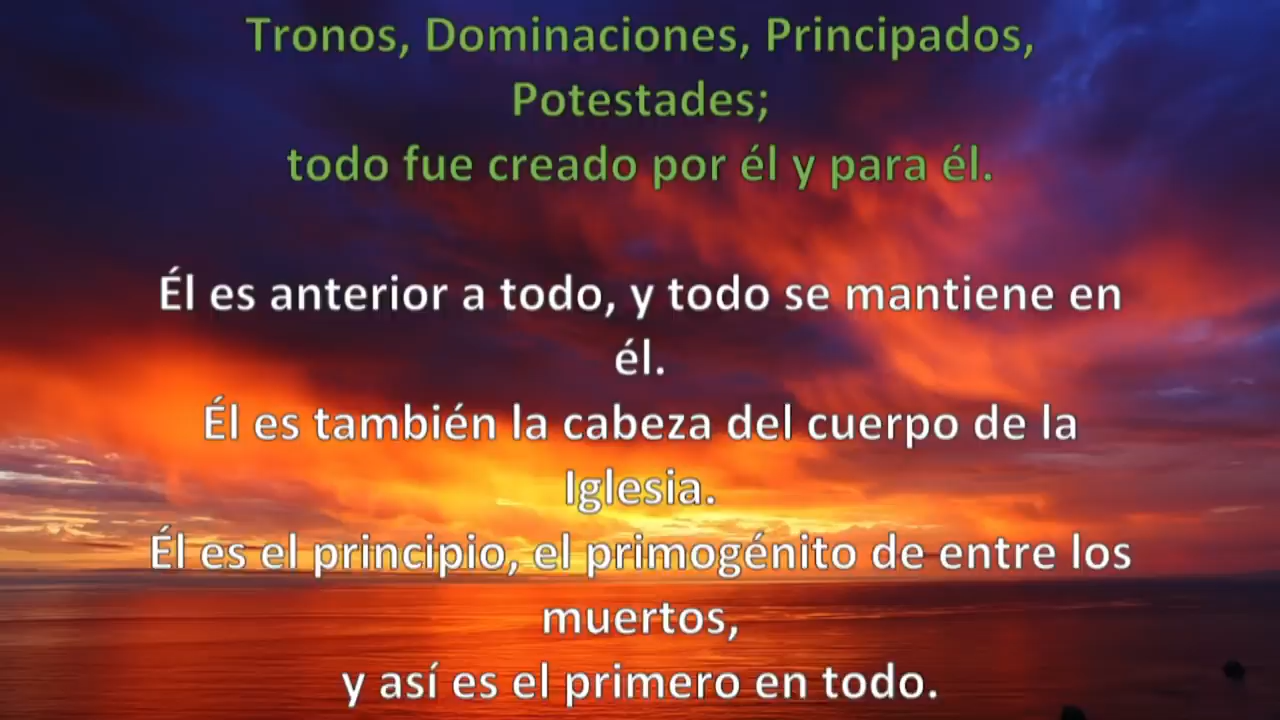 Tronos, Dominaciones, Principados,
Potestades;
todo fue creado por él y para él.
Él es anterior a todo, y todo se mantiene en
él.
Él es también la cabeza del cuerpo de la
Iglesia.
Él es el principio, el primogénito de entre los
muertos,
y así es el primero en todo.